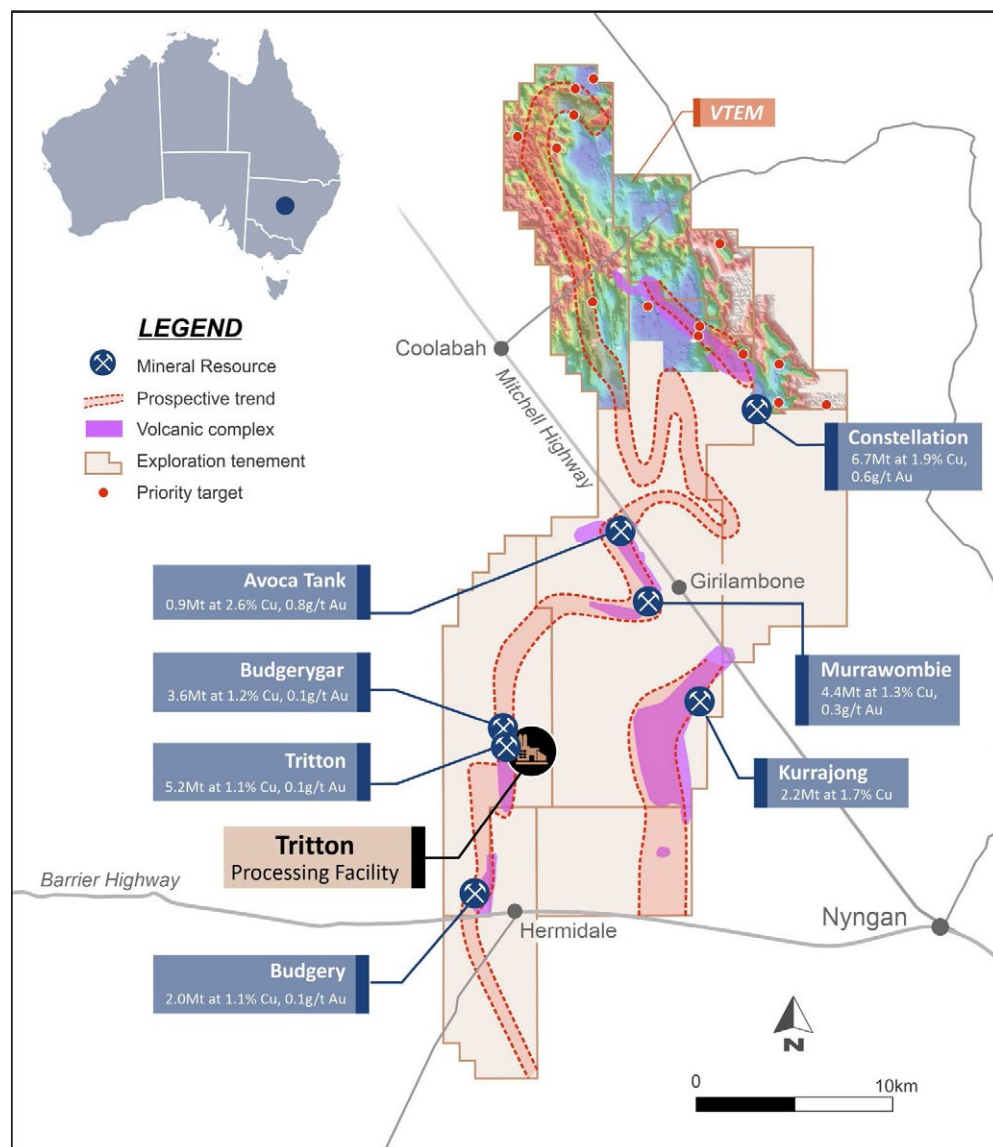 VTEM
LEGEND
Mineral Resource
Prospective trend
Volcanic complex
Exploration tenement
Priority target
Coolabah
Mitchell Highway
Constellation
6.7Mt at 1.9% Cu,
0.6g/t Au
Avoca Tank
0.9Mt at 2.6% Cu, 0.8g/t Au
Girilambone
Budgerygar
3.6Mt at 1.2% Cu, 0.1g/t Au
Murrawombie
4.4Mt at 1.3% Cu,
0.3g/t Au
Tritton
5.2Mt at 1.1% Cu, 0.1g/t Au
Kurrajong
2.2Mt at 1.7% Cu
Tritton
Processing Facility
Barrier Highway
Hermidale
Nyngan
Budgery
2.0Mt at 1.1% Cu, 0.1g/t Au
N
0
10km